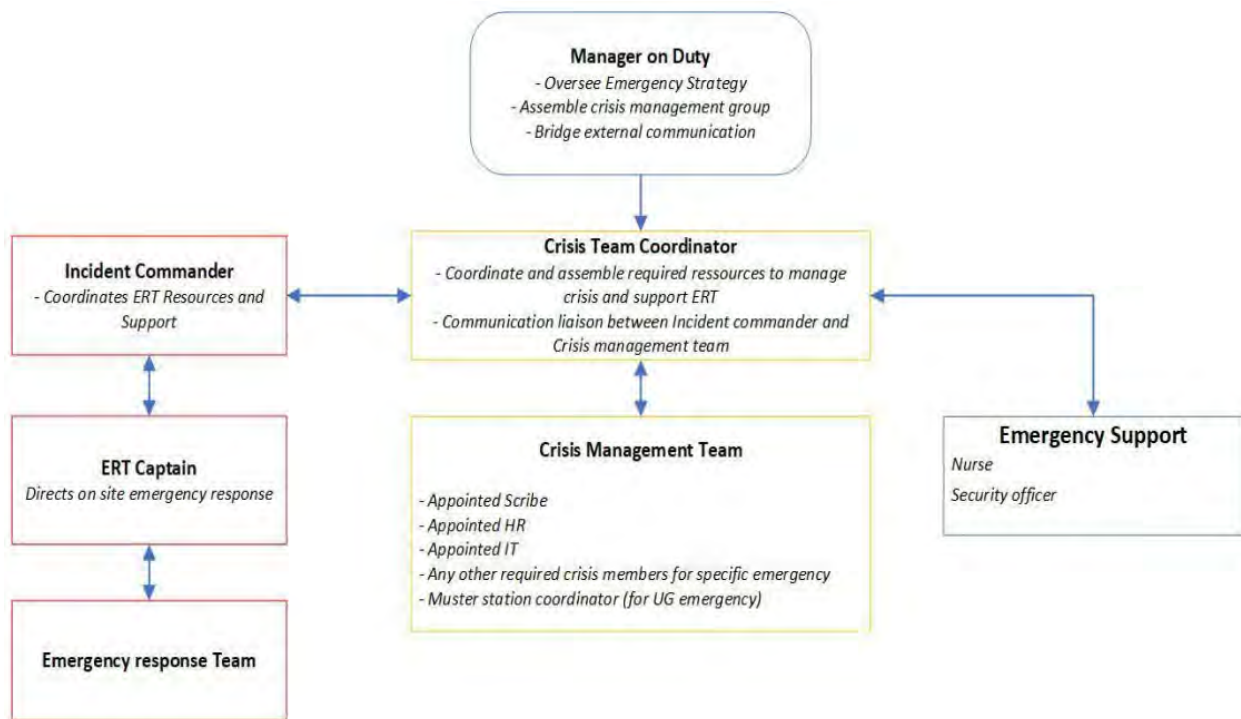 Manager on Duty
- Oversee Emergency Strategy
- Assemble crisis management group
- Bridge external communication
Incident Commander
- Coordinates ERT Resources and
Support
Crisis Team Coordinator
- Coordinate and assemble required ressources to manage
crisis and support ERT
- Communication liaison between Incident commander and
Crisis management team
ERT Captain
Directs on site emergency response
Crisis Management Team
- Appointed Scribe
- Appointed HR
- Appointed IT
- Any other required crisis members for specific emergency
- Muster station coordinator (for UG emergency)
Emergency Support
Nurse
Security officer
Emergency response Team